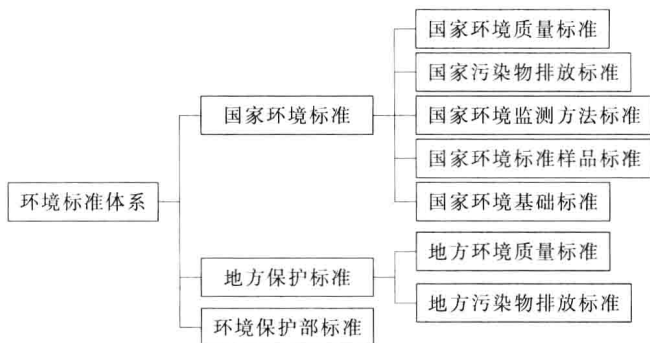 国家环境质量标准
国家污染物排放标准
国家环境标准
国家环境监测方法标准
国家环境标准样品标准
环境标准体系
国家环境基础标准
地方环境质量标准
地方保护标准
地方污染物排放标准
环境保护部标准